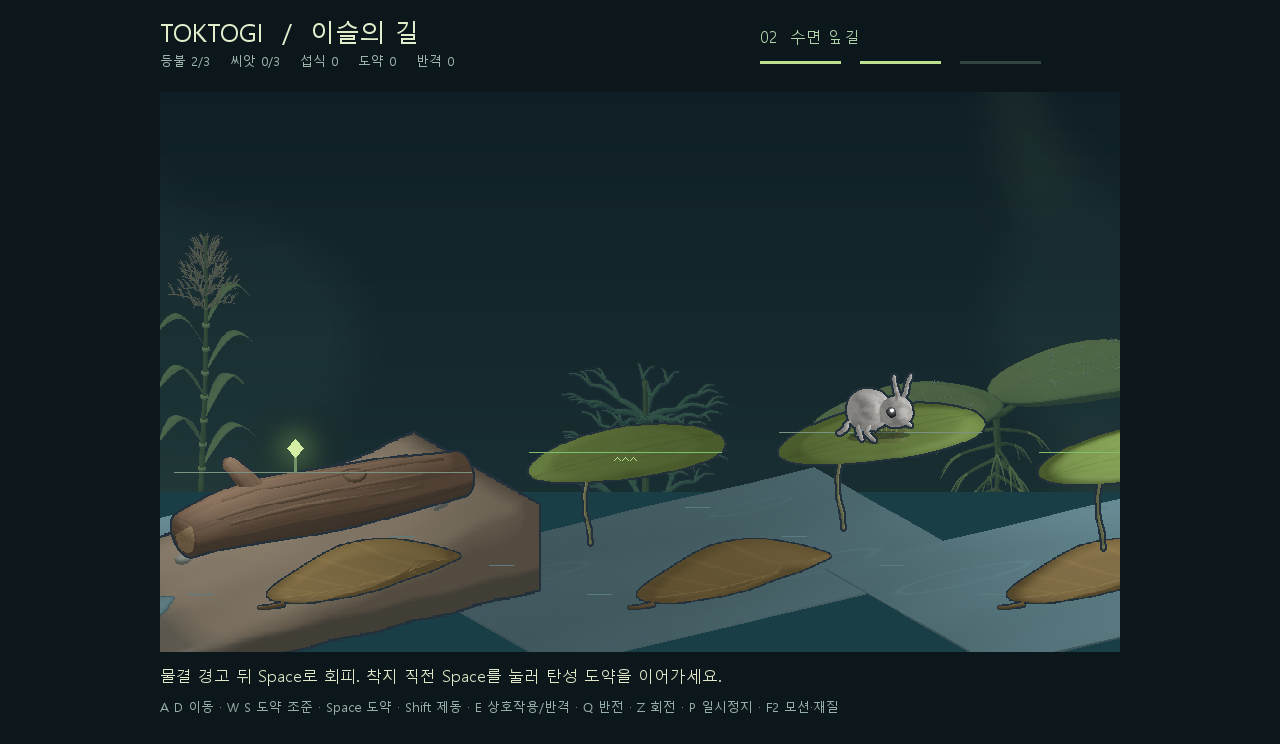 TOKTOGI / 이슬의 길
등불 2/3 씨앗 0/3 섭식 0 도약 0 반격 0
02 수면 잎길
물결 경고 뒤 Space로 회피. 착지 직전 Space를 눌러 탄성 도약을 이어가세요.
A D 이동 · W S 도약 조준 · Space 도약 · Shift 제동 · E 상호작용/반격 · Q 반전 · Z 회전 · P 일시정지 · F2 모션·재질